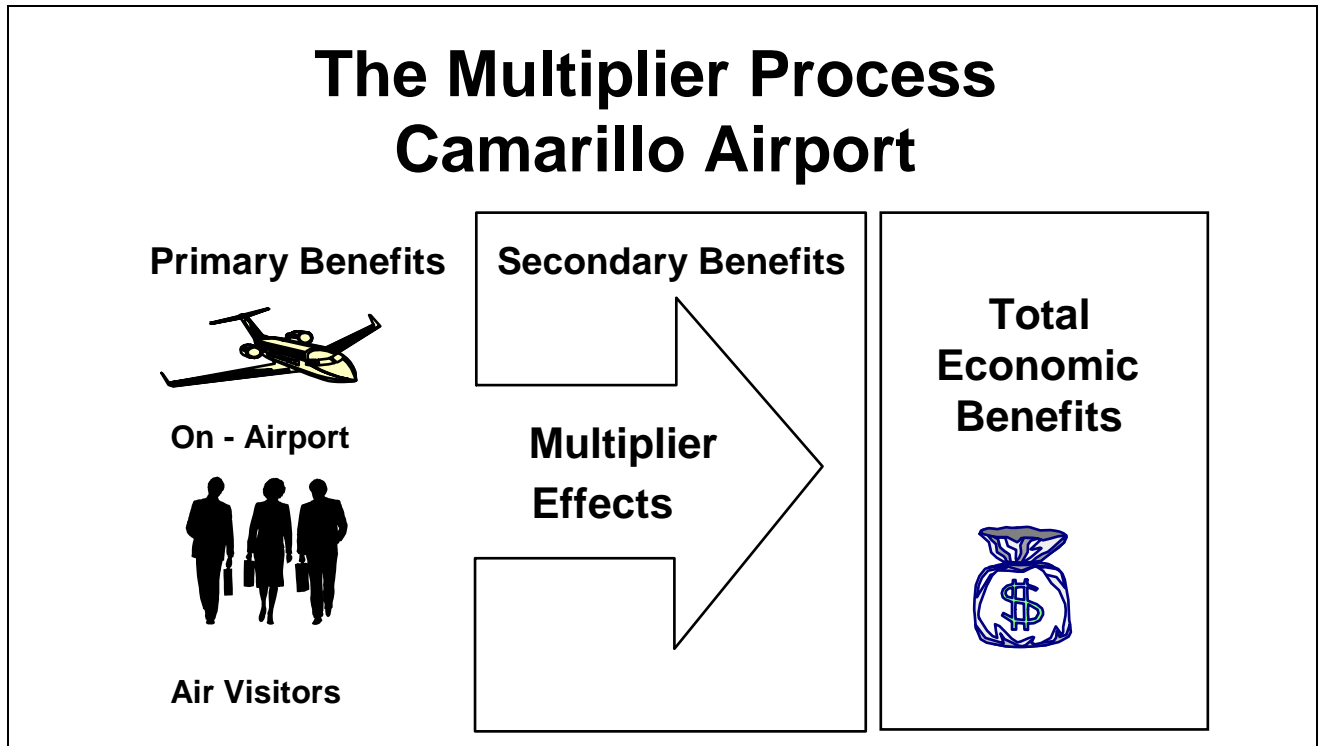 The Multiplier Process
Camarillo Airport
Primary Benefits
On - Airport
Air Visitors
Secondary Benefits
Multiplier
Effects
Total
Economic
Benefits
$